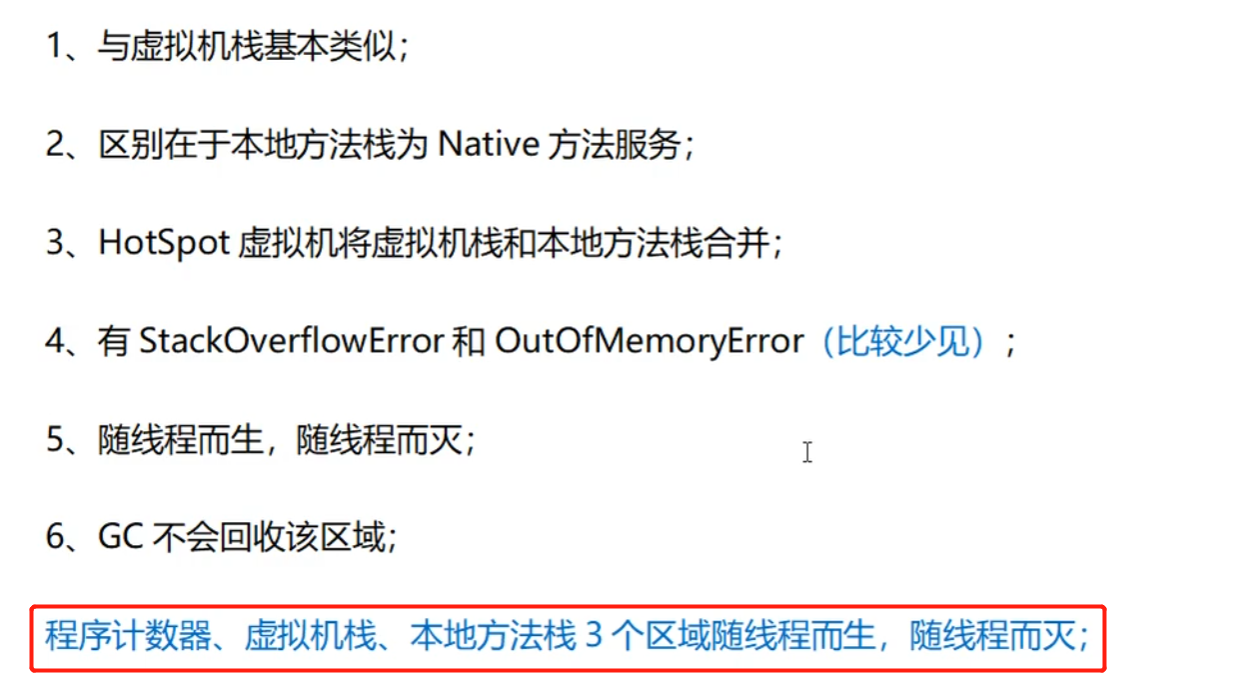 1、与虚拟机栈基本类似；
2、区别在于本地方法栈为 Native 方法服务；
3、HotSpot 虚拟机将虚拟机栈和本地方法栈合并；
4、有 StackOverflowError 和 OutOfMemoryError（比较少见）；
5、随线程而生，随线程而灭；
6、GC 不会回收该区域；
程序计数器、虚拟机栈、本地方法栈 3 个区域随线程而生，随线程而灭；